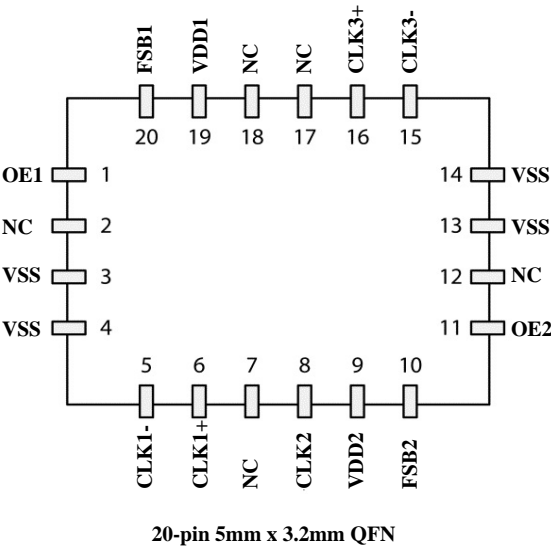 FSB1 VDD1 NC NC CLK3+ CLK3-
20 19 18 17 16 15
OE1 1 14 VSS
NC 2 13 VSS
VSS 3 12 NC
VSS 4 11 OE2
5 6 7 8 9 10
CLK1- CLK1+ NC CLK2 VDD2 FSB2
20-pin 5mm x 3.2mm QFN